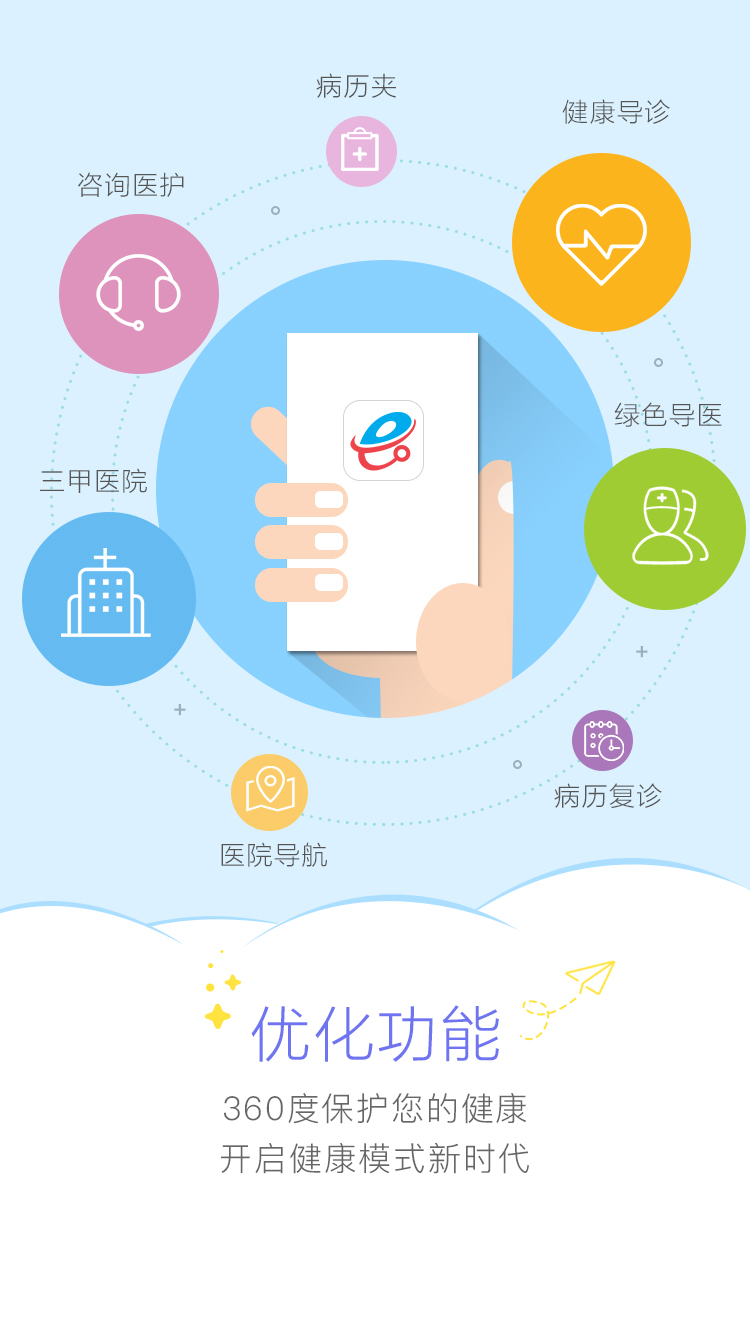 病历夹
健康导诊
咨询医护
绿色导医
三甲医院
病历复诊
医院导航
优化功能
360度保护您的健康
开启健康模式新时代